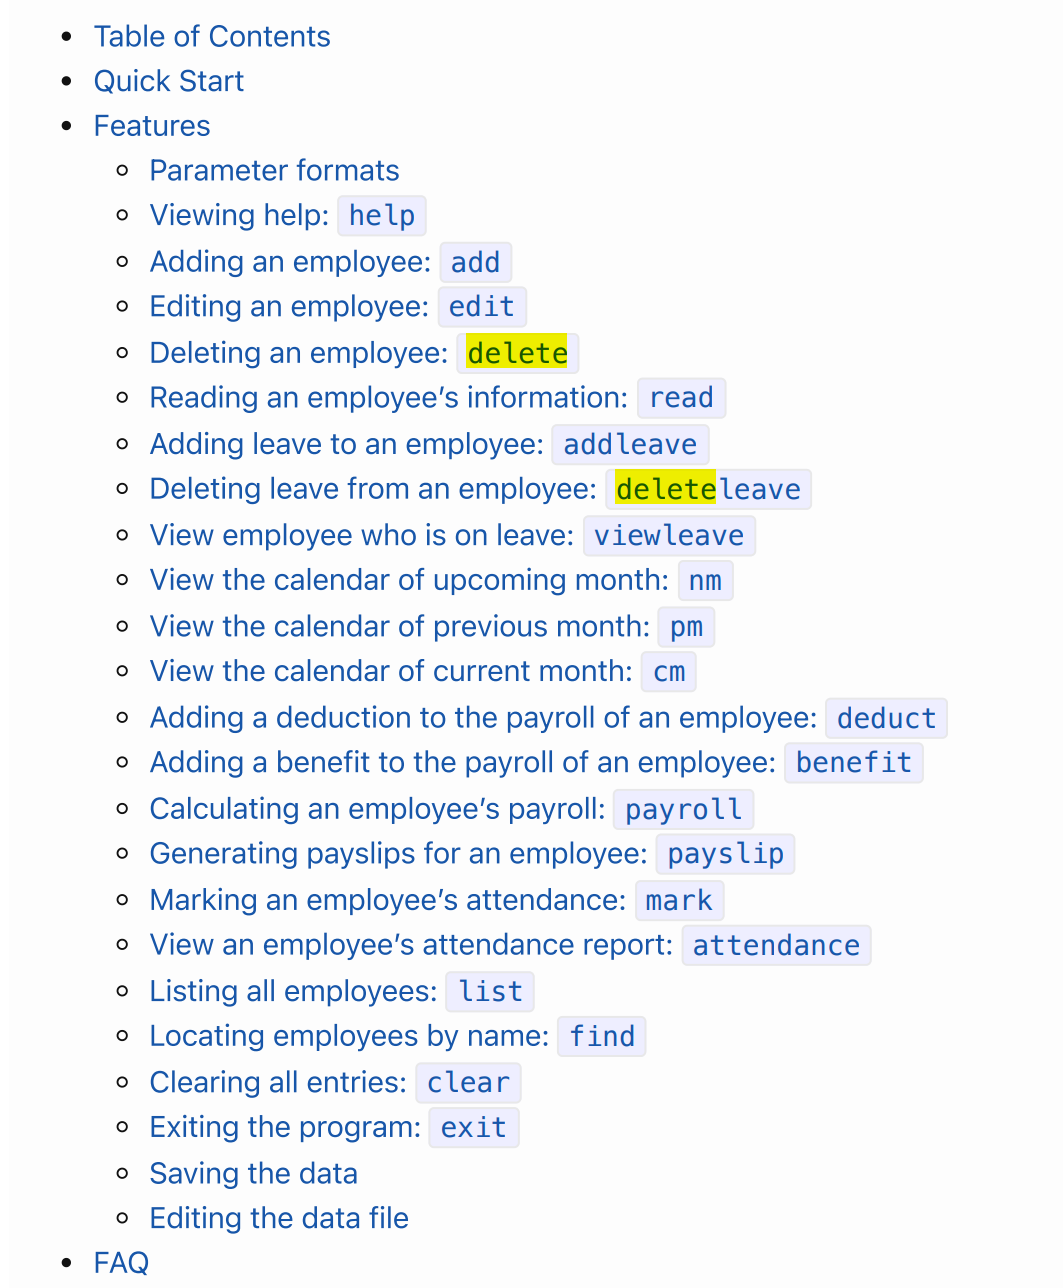 Table of Contents
Quick Start
Features
Parameter formats
Viewing help: help
Adding an employee: add
Editing an employee: edit
Deleting an employee: delete
Reading an employee’s information: read
Adding leave to an employee: addleave
Deleting leave from an employee: deleteleave
View employee who is on leave: viewleave
View the calendar of upcoming month: nm
View the calendar of previous month: pm
View the calendar of current month: cm
Adding a deduction to the payroll of an employee: deduct
Adding a benefit to the payroll of an employee: benefit
Calculating an employee’s payroll: payroll
Generating payslips for an employee: payslip
Marking an employee’s attendance: mark
View an employee’s attendance report: attendance
Listing all employees: list
Locating employees by name: find
Clearing all entries: clear
Exiting the program: exit
Saving the data
Editing the data file
FAQ